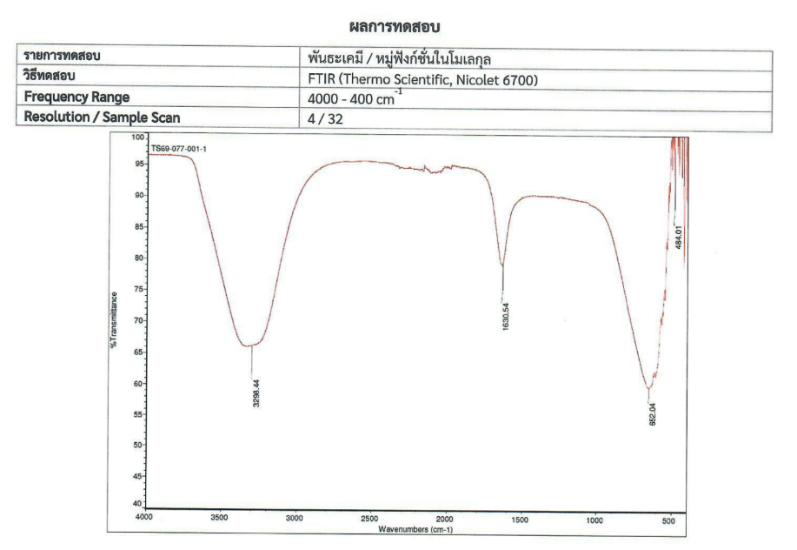 ผลการทดสอบ
รายการทดสอบ พันธะเคมี / หมู่ฟังก์ชั่นในโมเลกุล
วิธีทดสอบ FTIR (Thermo Scientific, Nicolet 6700)
Frequency Range 4000 - 400 cm-1
Resolution / Sample Scan 4 / 32
TS69-077-001-1
%Transmittance
100
95
90
85
80
75
70
65
60
55
50
45
40
3298.44
1630.54
652.04
484.01
4000 3500 3000 2500 2000 1500 1000 500
Wavenumbers (cm-1)